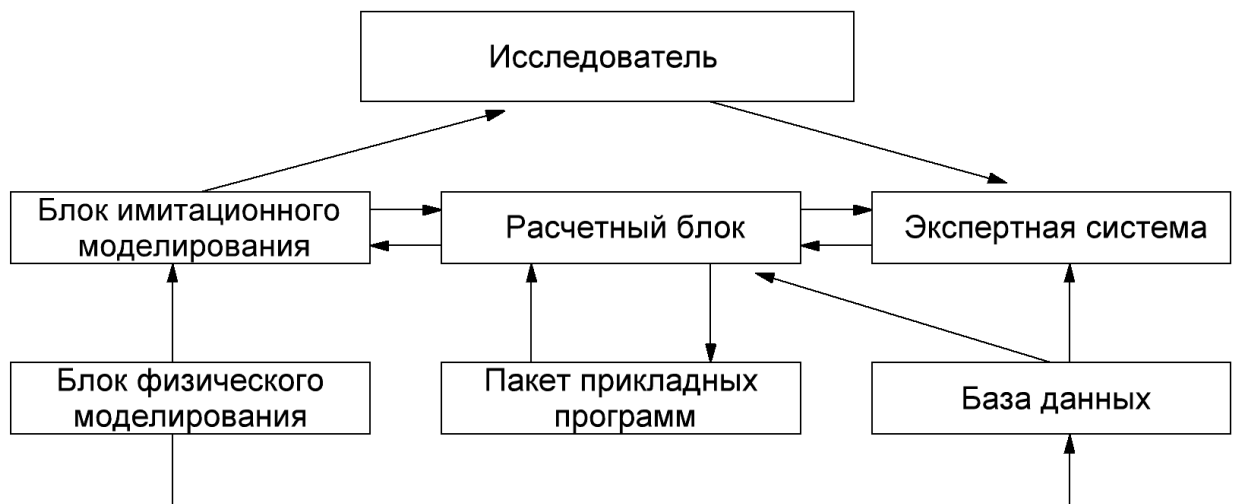 Исследователь
Блок имитационного
моделирования
Расчетный блок
Экспертная система
Блок физического
моделирования
Пакет прикладных
программ
База данных